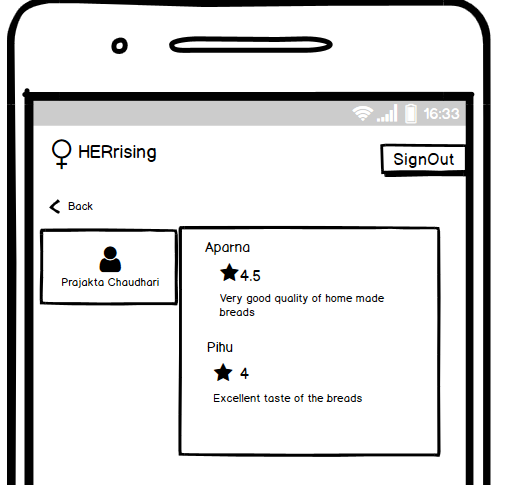 16:33
HERrising
SignOut
Back
Prajakta Chaudhari
Aparna
4.5
Very good quality of home made
breads
Pihu
4
Excellent taste of the breads